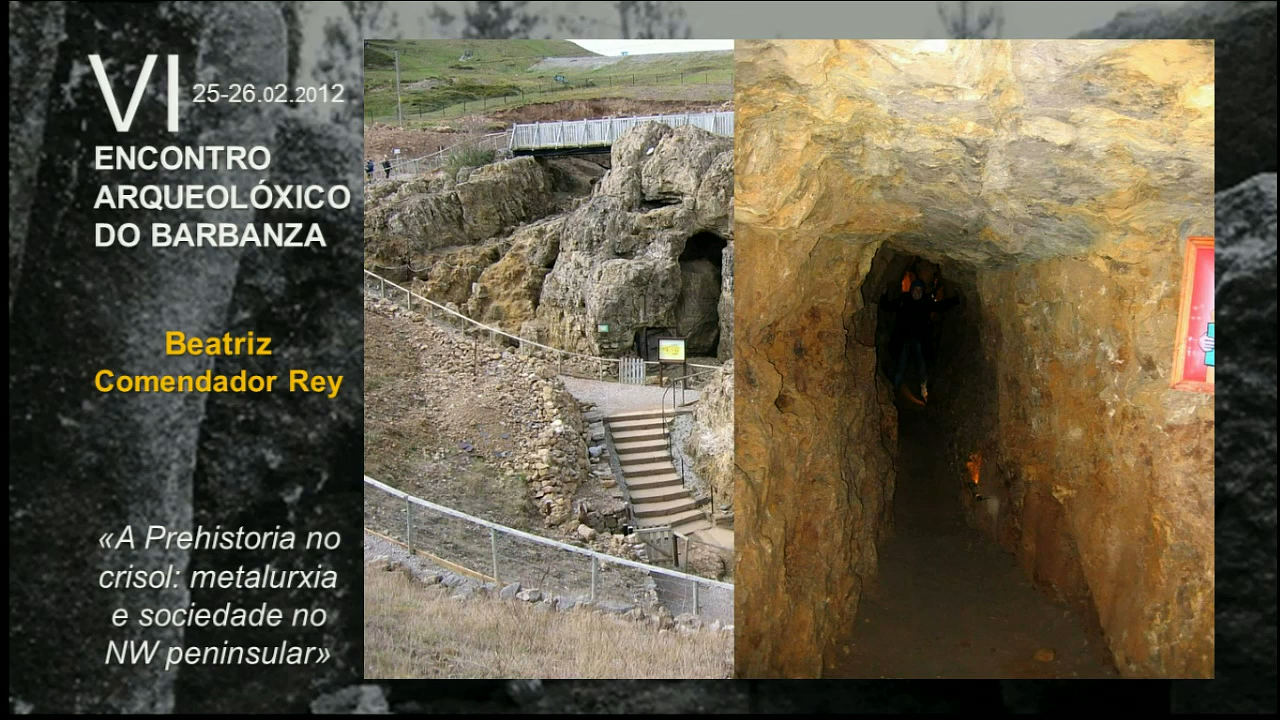 VI 25-26.02.2012
ENCONTRO
ARQUEOLÓXICO
DO BARBANZA
Beatriz
Comendador Rey
«A Prehistoria no
crisol: metalurxia
e sociedade no
NW peninsular»